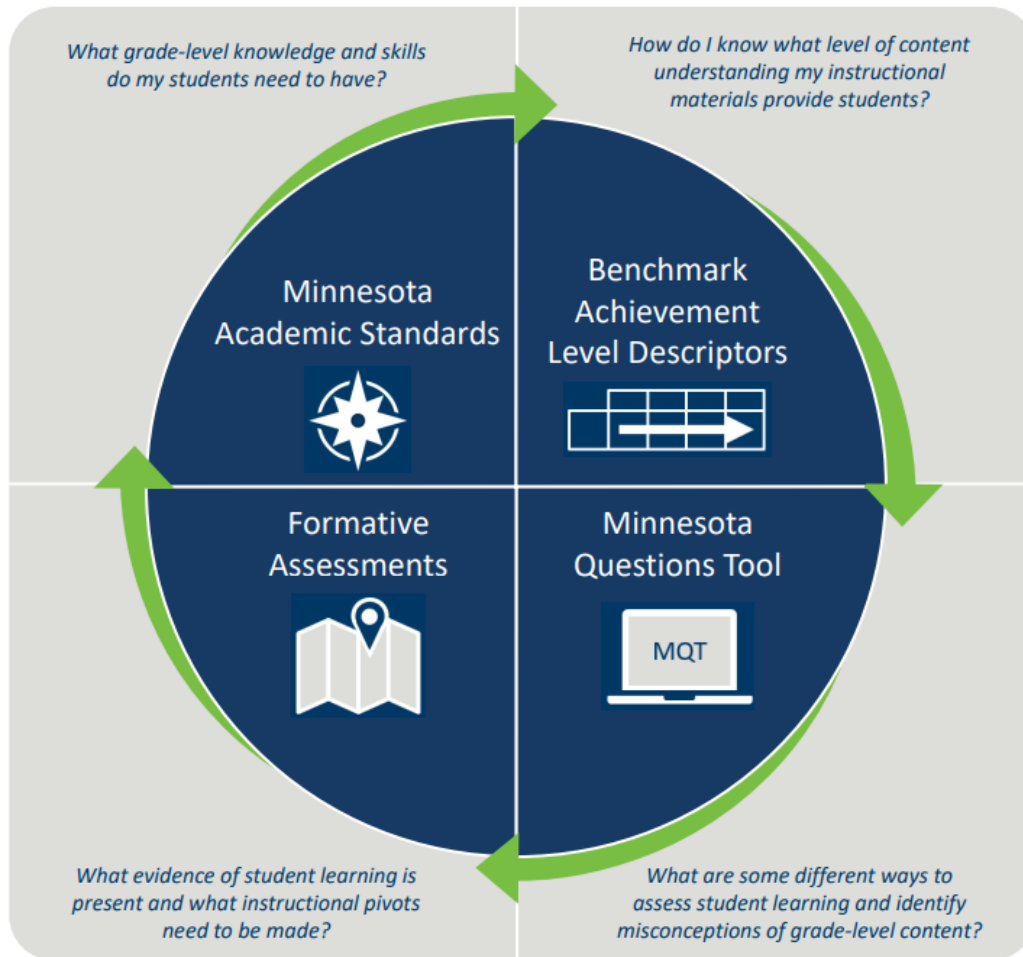 What grade-level knowledge and skills
do my students need to have?
How do I know what level of content
understanding my instructional
materials provide students?
Minnesota
Academic Standards
Benchmark
Achievement
Level Descriptors
Formative
Assessments
Minnesota
Questions Tool
MQT
What evidence of student learning is
present and what instructional pivots
need to be made?
What are some different ways to
assess student learning and identify
misconceptions of grade-level content?